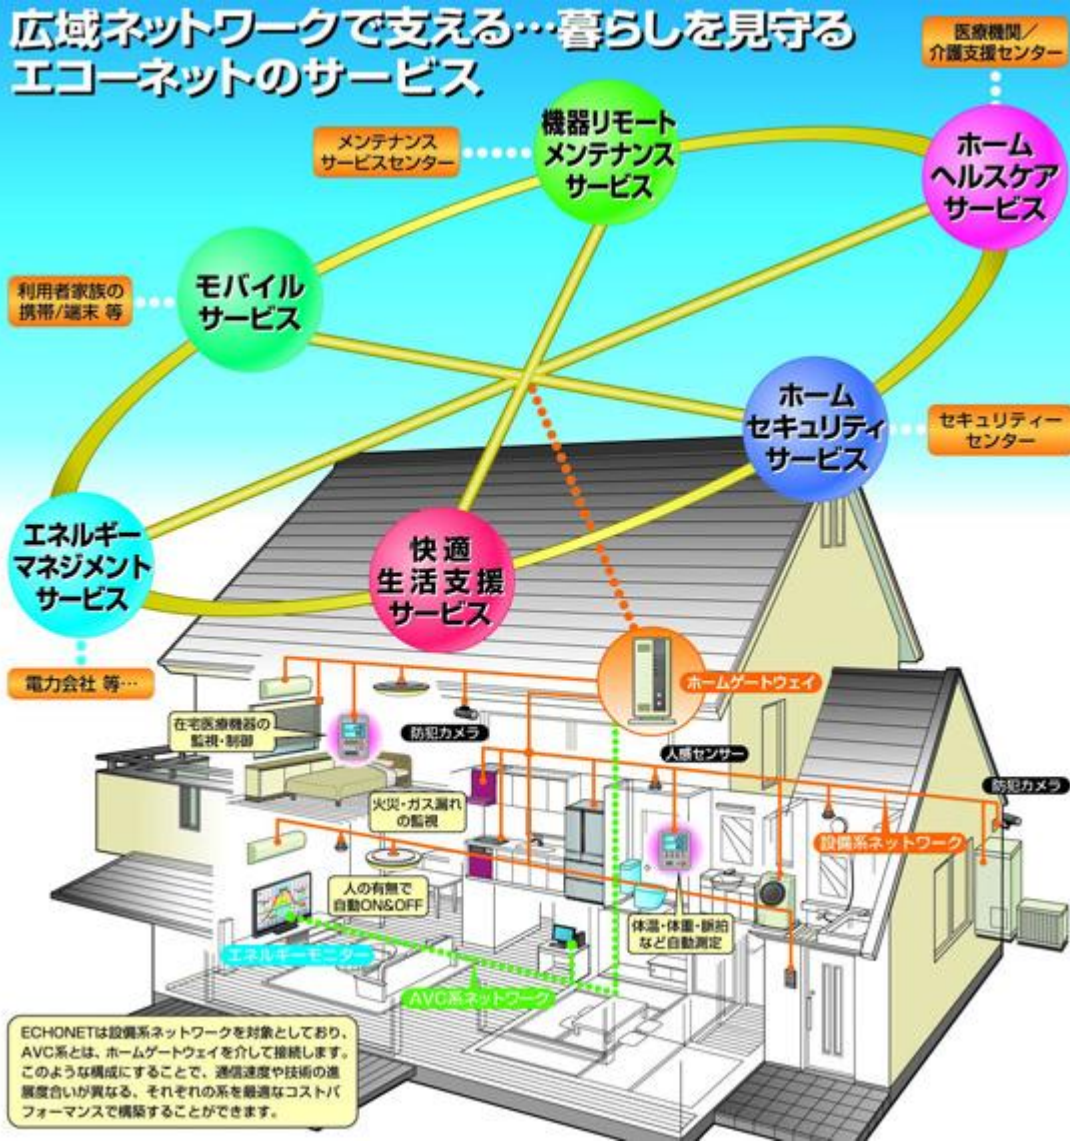 広域ネットワークで支える…暮らしを見守る
エコーネットのサービス
医療機関／
介護支援センター
機器リモート
メンテナンス
サービス
メンテナンス
サービスセンター
ホーム
ヘルスケア
サービス
モバイル
サービス
利用者家族の
携帯/端末 等
ホーム
セキュリティ
サービス
セキュリティー
センター
エネルギー
マネジメント
サービス
快適
生活支援
サービス
電力会社 等…
ホームゲートウェイ
在宅医療機器の
監視・制御
防犯カメラ
人感センサー
防犯カメラ
火災・ガス漏れ
の監視
設備系ネットワーク
人の有無で
自動ON&OFF
体温・体重・脈拍
など自動測定
エネルギーモニター
AVC系ネットワーク
ECHONETは設備系ネットワークを対象としており、
AVC系とは、ホームゲートウェイを介して接続します。
このような構成にすることで、通信速度や技術の進
展度合いが異なる、それぞれの系を最適なコストパ
フォーマンスで構築することができます。